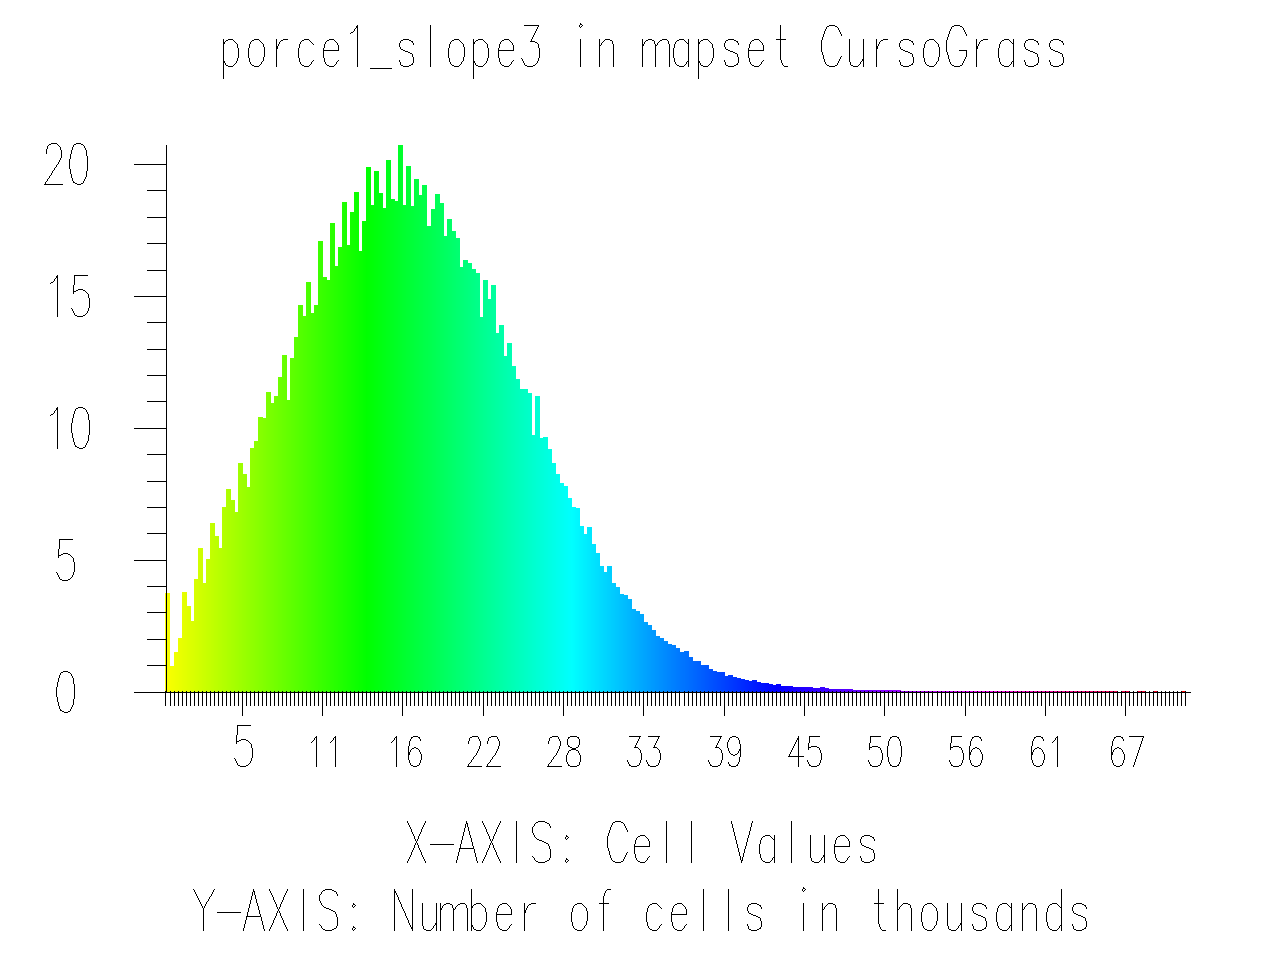 porce1_slope3 in mapset CursoGrass
20
15
10
5
0
5 11 16 22 28 33 39 45 50 56 61 67
X-AXIS: Cell Values
Y-AXIS: Number of cells in thousands